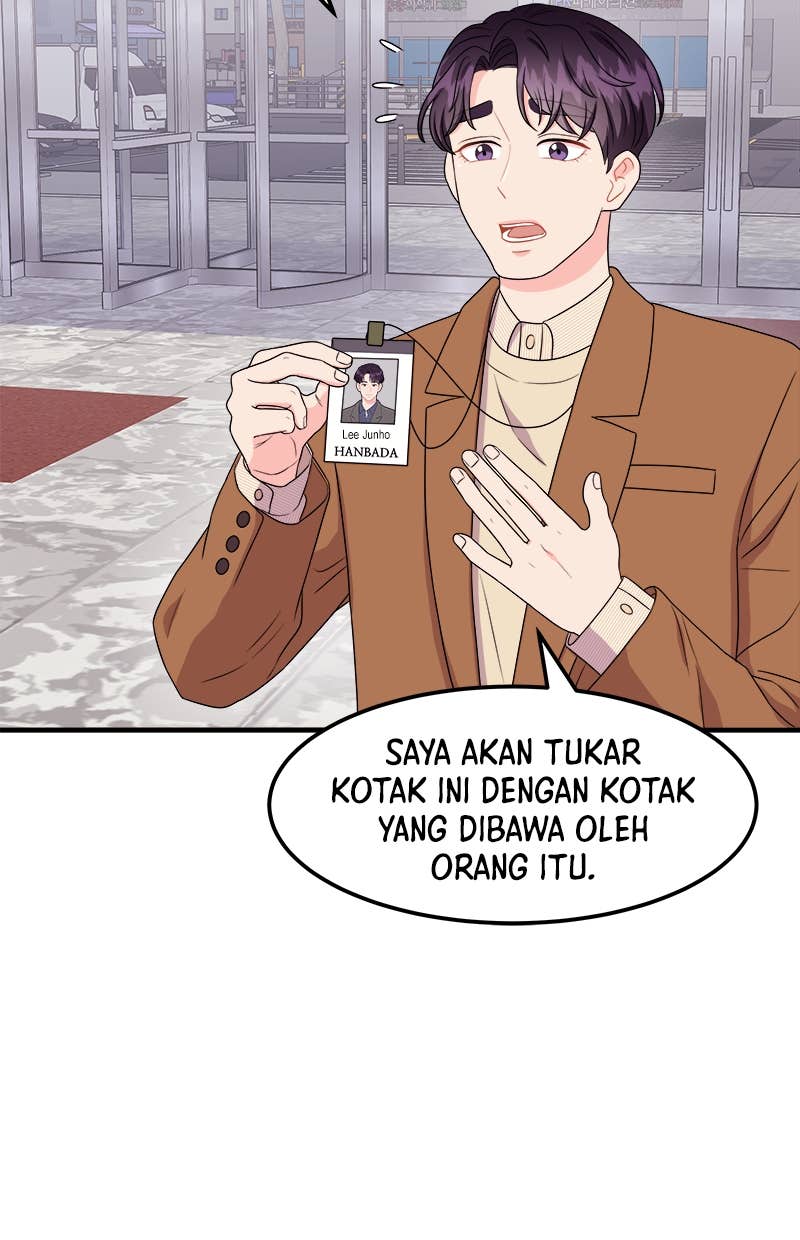 Lee Junho
HANBADA
SAYA AKAN TUKAR
KOTAK INI DENGAN KOTAK
YANG DIBAWA OLEH
ORANG ITU.